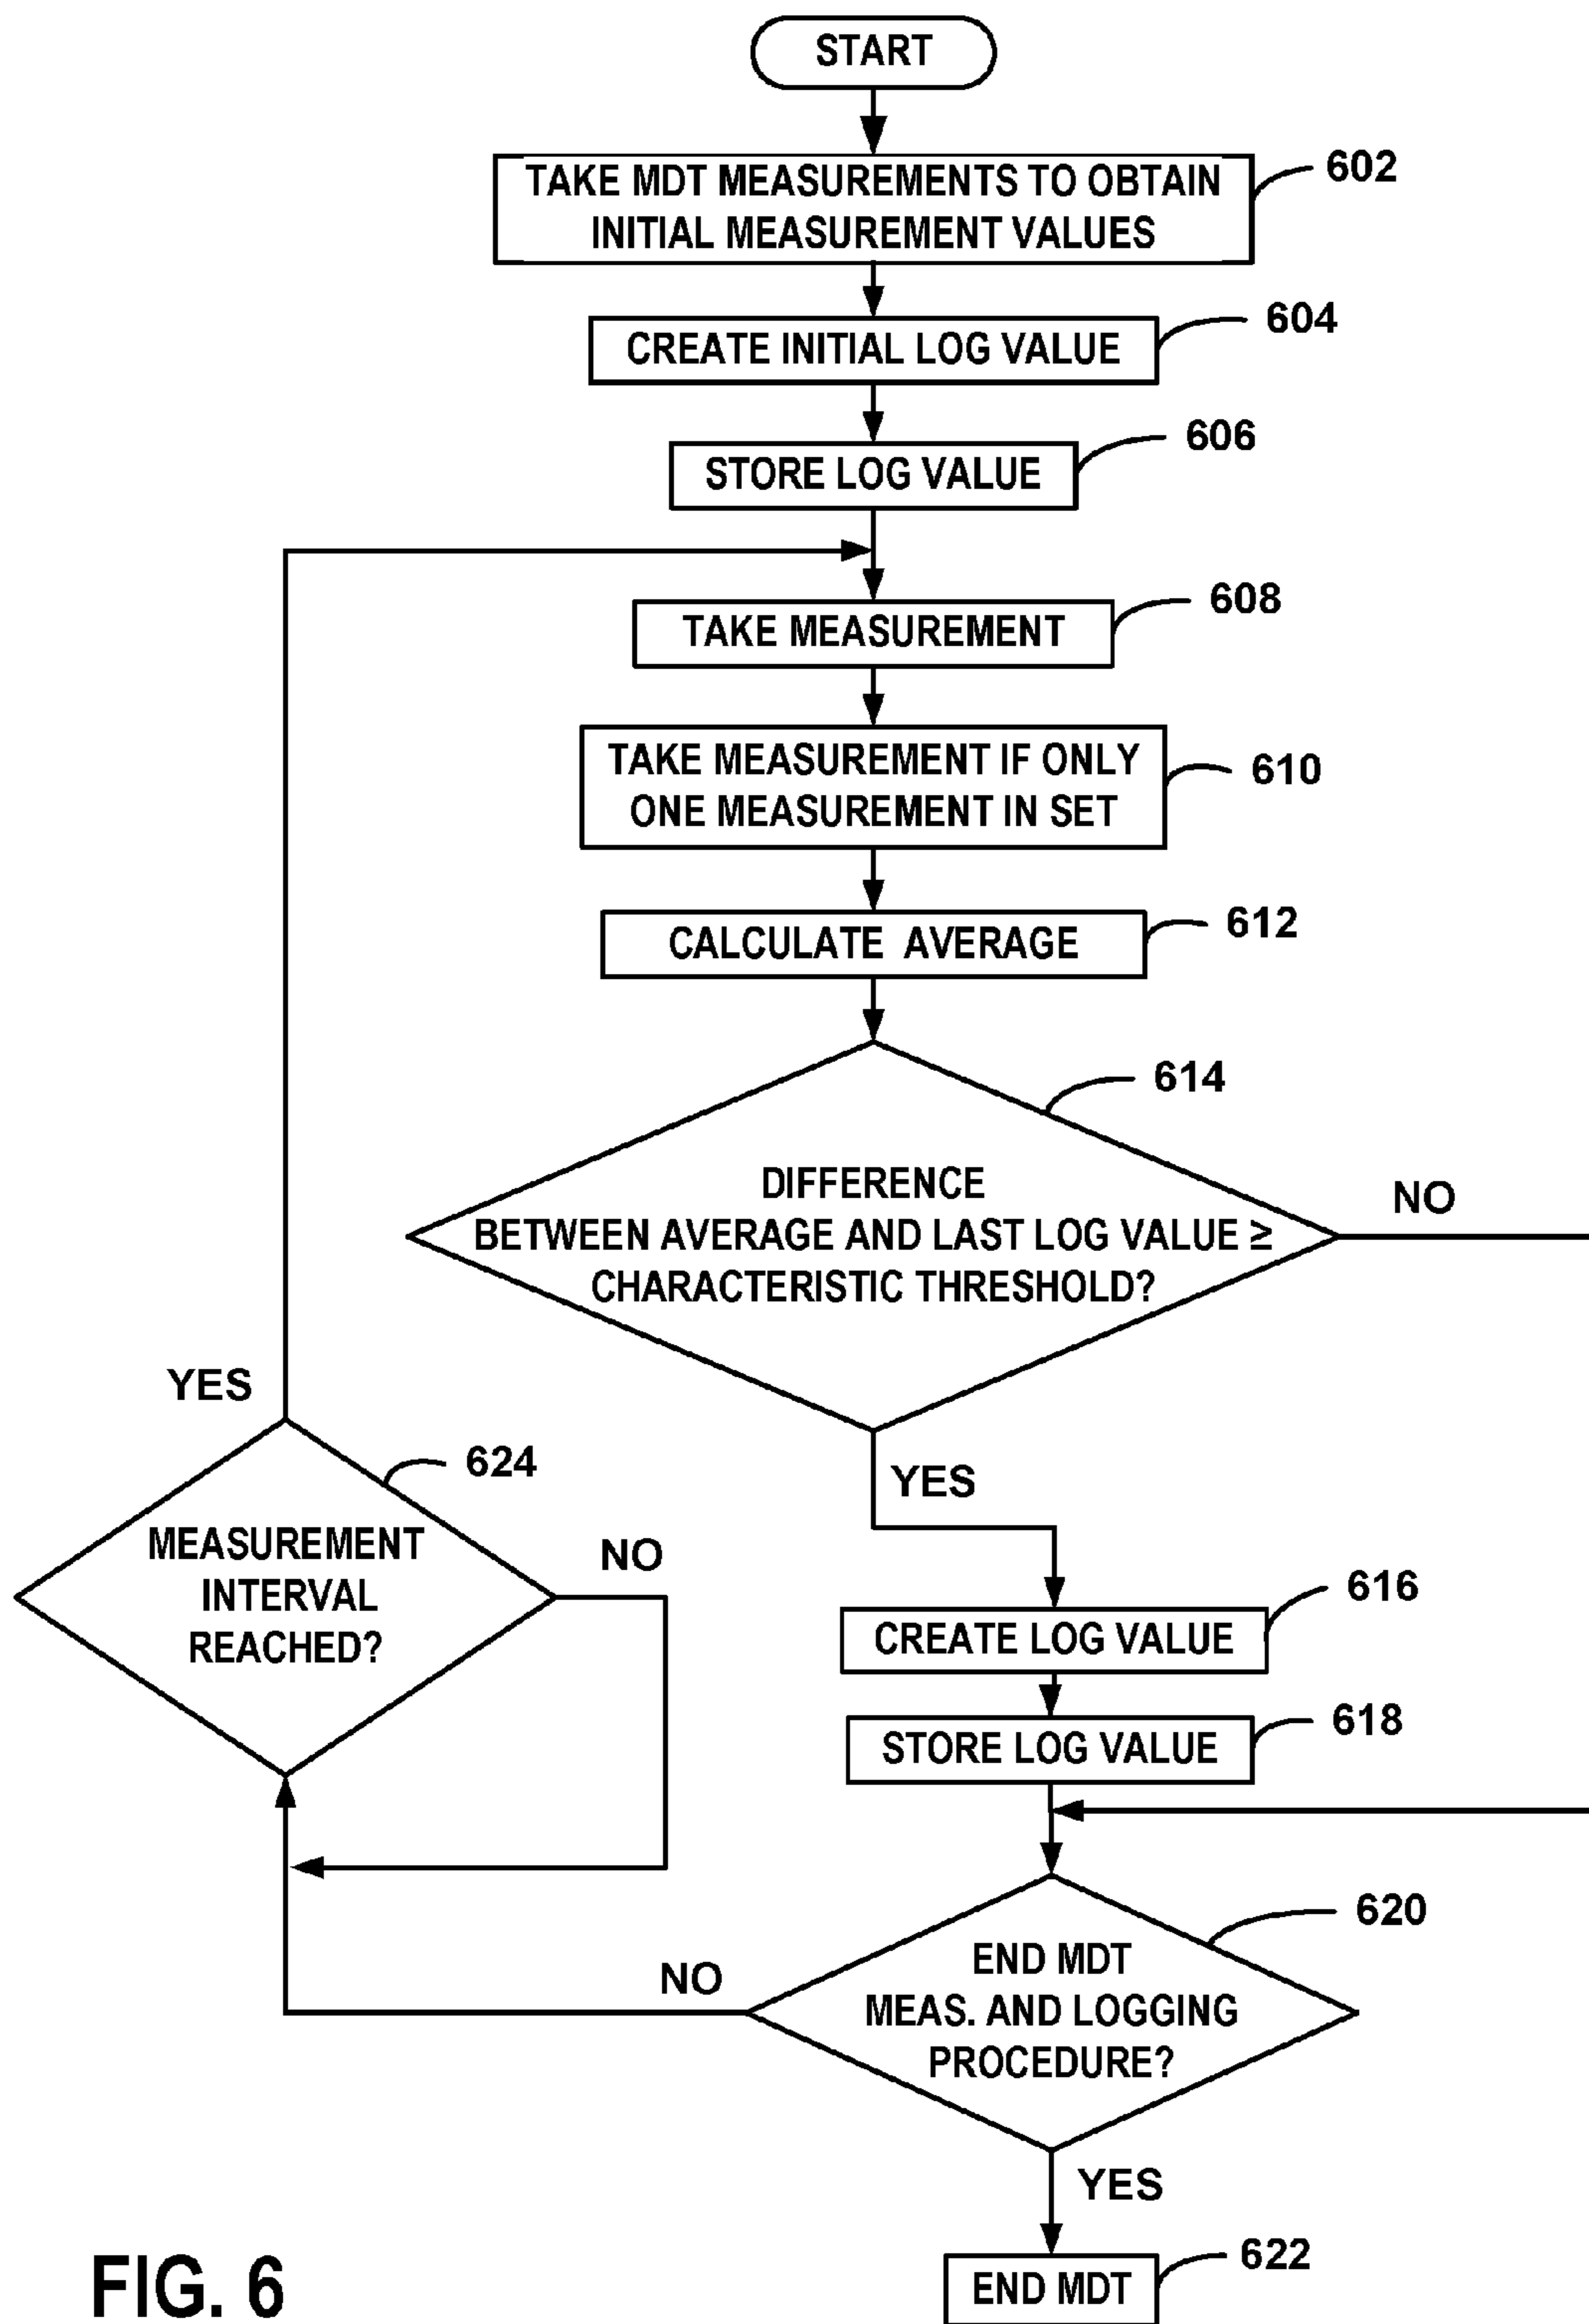 START
TAKE MDT MEASUREMENTS TO OBTAIN
INITIAL MEASUREMENT VALUES
602
CREATE INITIAL LOG VALUE
604
STORE LOG VALUE
606
TAKE MEASUREMENT
608
TAKE MEASUREMENT IF ONLY
ONE MEASUREMENT IN SET
610
CALCULATE AVERAGE
612
614
DIFFERENCE
BETWEEN AVERAGE AND LAST LOG VALUE ≥
CHARACTERISTIC THRESHOLD?
NO
YES
YES
624
MEASUREMENT
INTERVAL
REACHED?
NO
616
CREATE LOG VALUE
618
STORE LOG VALUE
620
END MDT
MEAS. AND LOGGING
PROCEDURE?
NO
YES
622
END MDT
FIG. 6